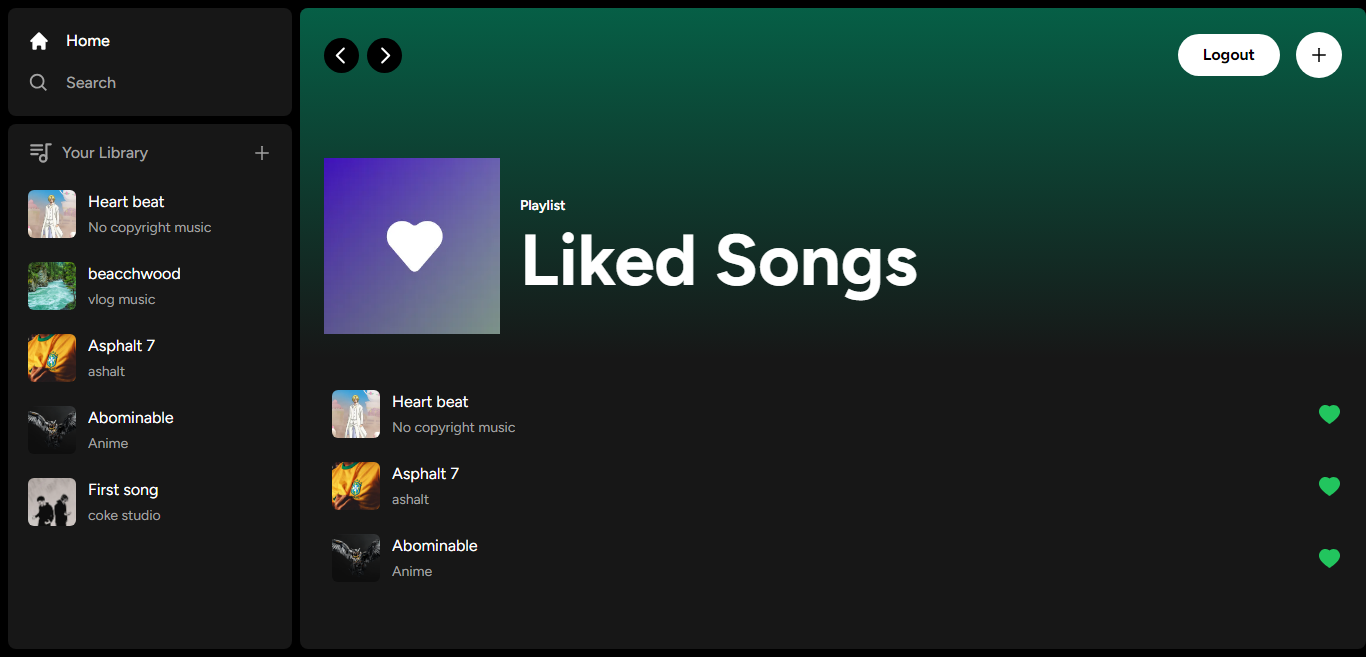 Home
Search
Your Library
Heart beat
No copyright music
beacchwood
vlog music
Asphalt 7
ashalt
Abominable
Anime
First song
coke studio
Logout
Playlist
Liked Songs
Heart beat
No copyright music
Asphalt 7
ashalt
Abominable
Anime